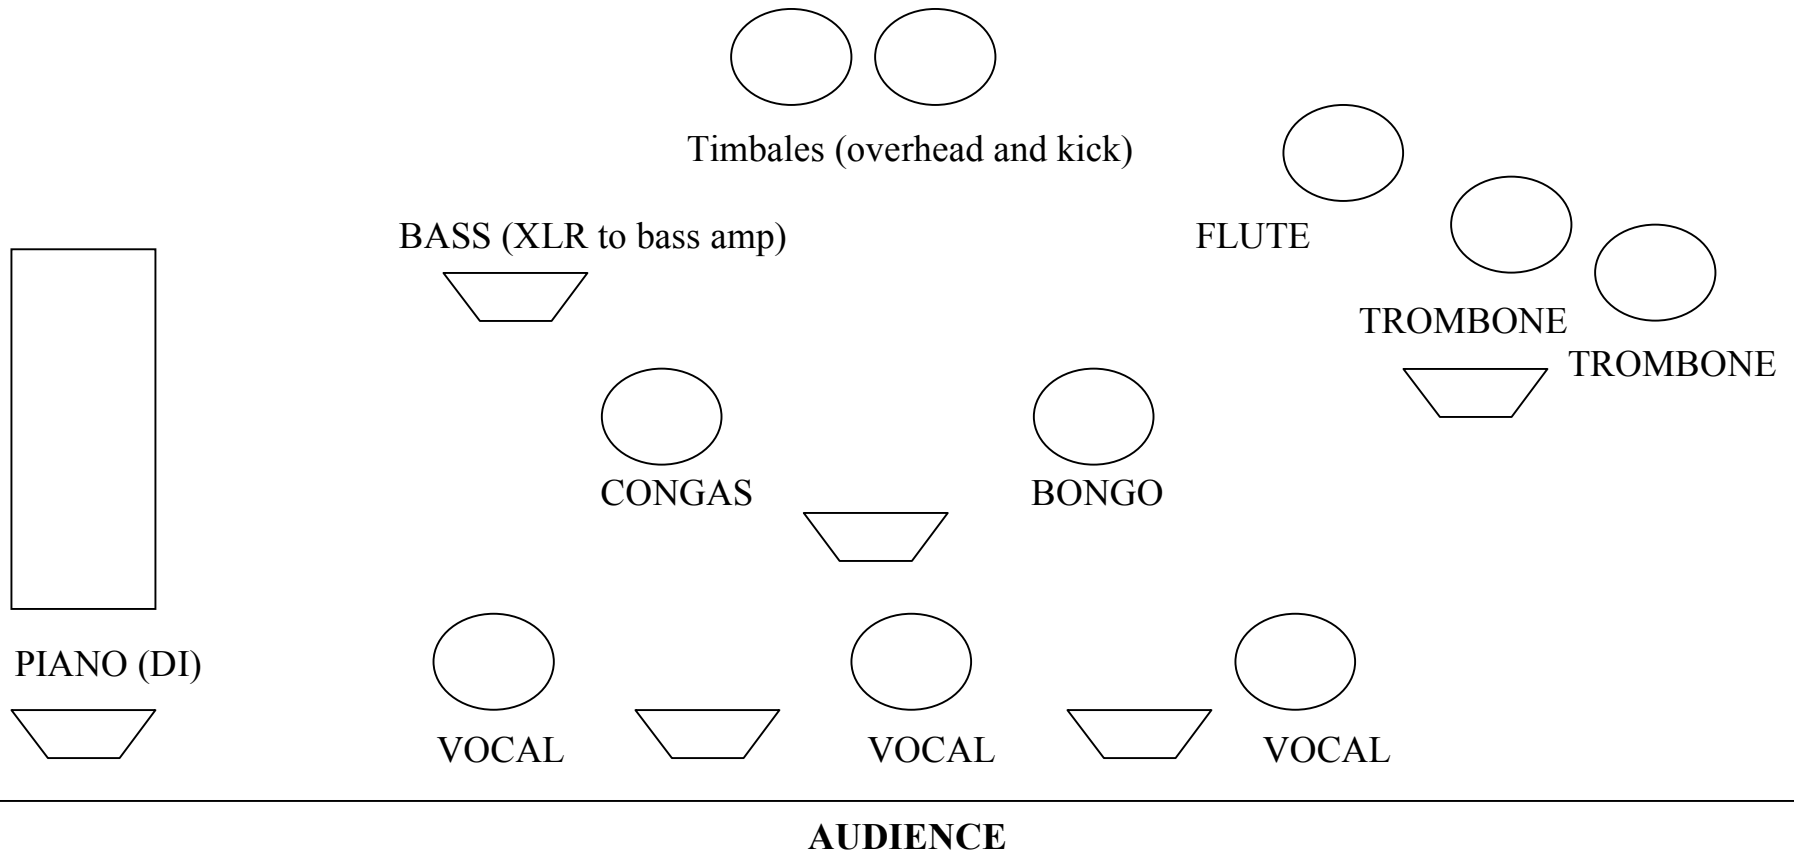 Timbales (overhead and kick)
BASS (XLR to bass amp)
FLUTE
TROMBONE
TROMBONE
CONGAS
BONGO
PIANO (DI)
VOCAL
VOCAL
VOCAL
AUDIENCE